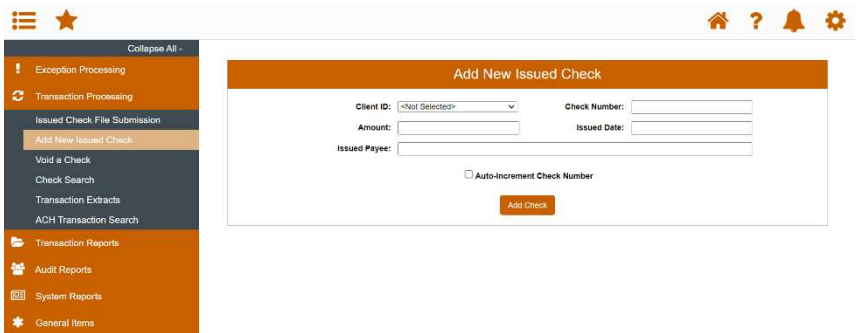 Collapse All -
Exception Processing
Transaction Processing
Issued Check File Submission
Add New Issued Check
Void a Check
Check Search
Transaction Extracts
ACH Transaction Search
Transaction Reports
Audit Reports
System Reports
General Items
Add New Issued Check
Client ID: <Not Selected> Check Number:
Amount: Issued Date:
Issued Payee:
Auto-Increment Check Number
Add Check